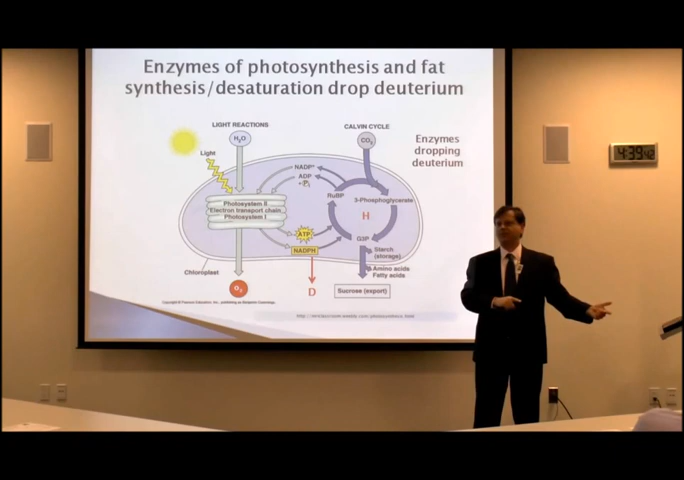 Enzymes of photosynthesis and fat
synthesis/desaturation drop deuterium
LIGHT REACTIONS
CALVIN CYCLE
H₂O
CO₂
Enzymes
dropping
deuterium
Light
NADP⁺
ADP
+ P
RuBP
3-Phosphoglycerate
Photosystem II
Electron transport chain
Photosystem I
H
ATP
NADPH
G3P
Starch
(storage)
Amino acids
Fatty acids
Chloroplast
O₂
D
Sucrose (export)
4:39